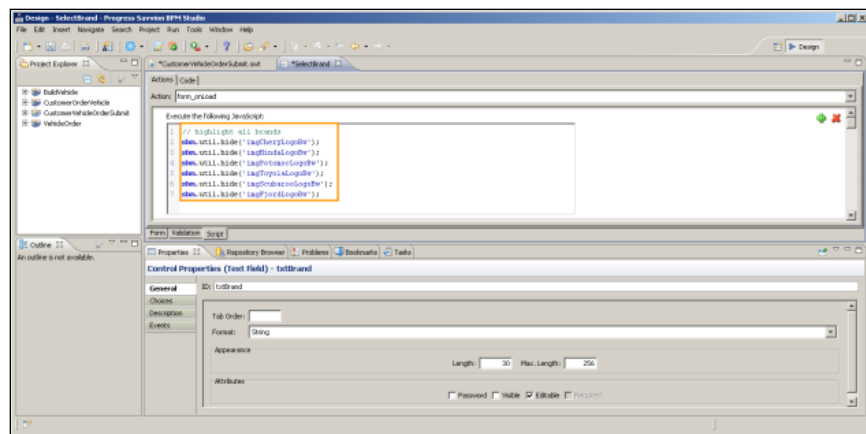 Design - SelectBrand - Progress Savvion BPM Studio
File Edit Insert Navigate Search Project Run Tools Window Help
Design
Project Explorer
*CustomerVehicleOrderSubmit.swt
*SelectBrand
Actions Code
BuildVehicle
CustomerOrderVehicle
CustomerVehicleOrderSubmit
VehicleOrder
Action: form_onLoad
Execute the following JavaScript:
1 // highlight all brands
2 sbm.util.hide('imgCheryLogoBw');
3 sbm.util.hide('imgHindaLogoBw');
4 sbm.util.hide('imgPotomocLogoBw');
5 sbm.util.hide('imgToyolaLogoBw');
6 sbm.util.hide('imgScubarooLogoBw');
7 sbm.util.hide('imgFjordLogoBw');
Form Validation Script
Outline
An outline is not available.
Properties Repository Browser Problems Bookmarks Tasks
Control Properties (Text Field) - txtBrand
General
Choices
Description
Events
ID: txtBrand
Tab Order:
Format: String
Appearance
Length: 30 Max. Length: 256
Attributes
Password Visible Editable Required